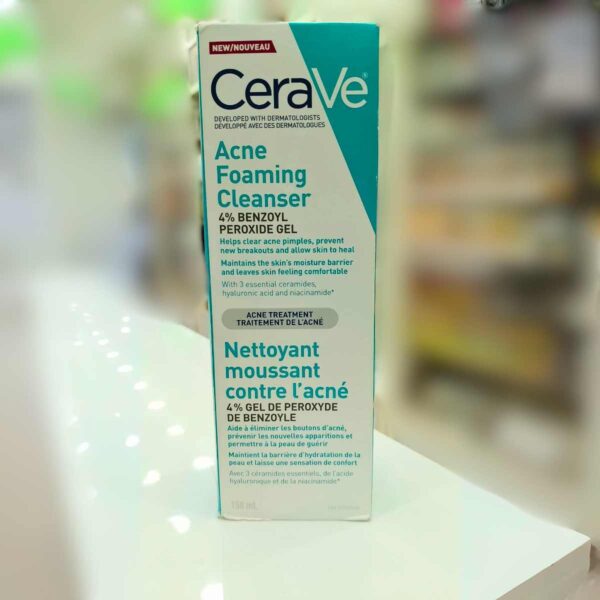 NEW/NOUVEAU
CeraVe®
DEVELOPED WITH DERMATOLOGISTS
DÉVELOPPÉ AVEC DES DERMATOLOGUES
Acne
Foaming
Cleanser
4% BENZOYL
PEROXIDE GEL
Helps clear acne pimples, prevent
new breakouts and allow skin to heal
Maintains the skin's moisture barrier
and leaves skin feeling comfortable
With 3 essential ceramides,
hyaluronic acid and niacinamide*
ACNE TREATMENT
TRAITEMENT DE L'ACNÉ
Nettoyant
moussant
contre l'acné
4% GEL DE PEROXYDE
DE BENZOYLE
Aide à éliminer les boutons d'acné,
prévenir les nouvelles apparitions et
permettre à la peau de guérir
Maintient la barrière d'hydratation de la
peau et laisse une sensation de confort
Avec 3 céramides essentiels, de l'acide
hyaluronique et de la niacinamide*
150 mL